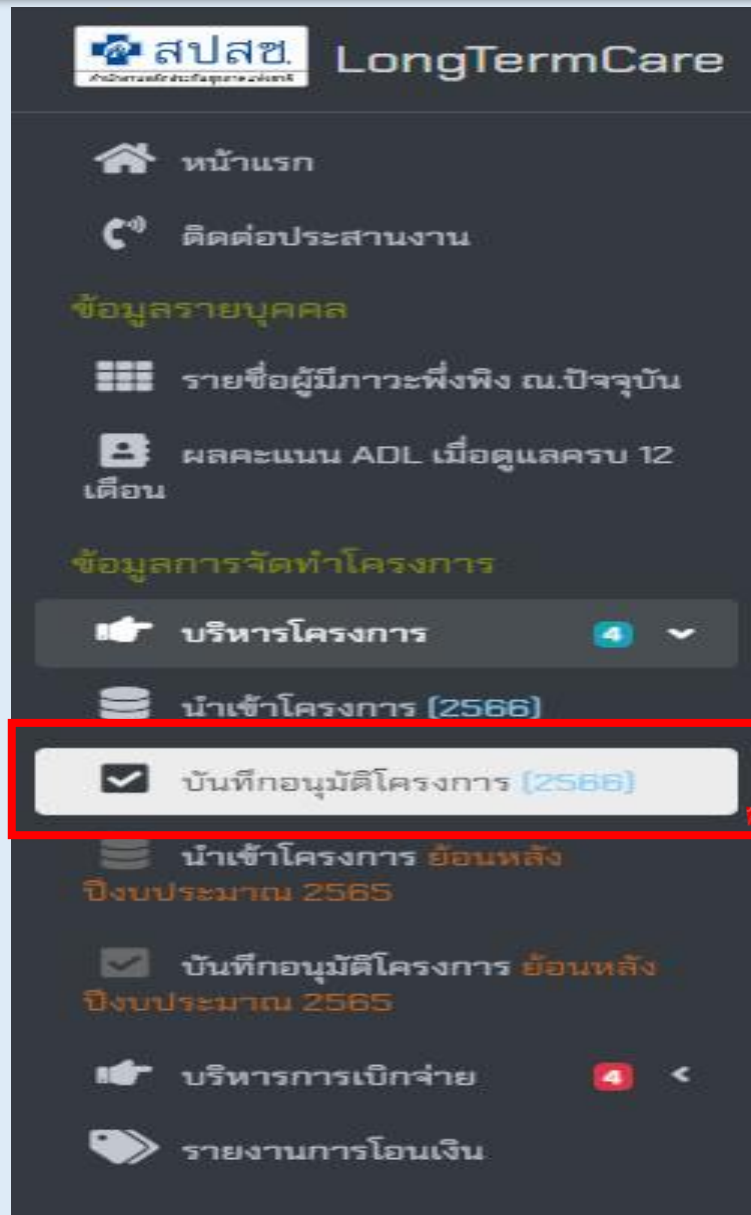 สปสช.
LongTermCare
หน้าแรก
ติดต่อประสานงาน
ข้อมูลรายบุคคล
รายชื่อผู้มีภาวะพึ่งพิง ณ.ปัจจุบัน
ผลคะแนน ADL เมื่อดูแลครบ 12
เดือน
ข้อมูลการจัดทำโครงการ
บริหารโครงการ 4
นำเข้าโครงการ (2566)
บันทึกอนุมัติโครงการ (2566)
นำเข้าโครงการ ย้อนหลัง
ปีงบประมาณ 2565
บันทึกอนุมัติโครงการ ย้อนหลัง
ปีงบประมาณ 2565
บริหารการเบิกจ่าย 4
รายงานการโอนเงิน